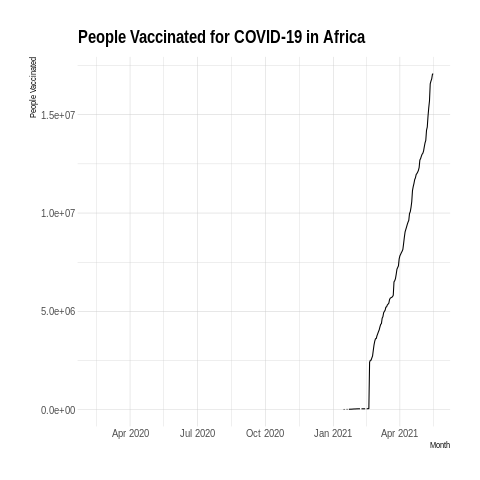 People Vaccinated for COVID-19 in Africa
People Vaccinated
1.5e+07
1.0e+07
5.0e+06
0.0e+00
Apr 2020
Jul 2020
Oct 2020
Jan 2021
Apr 2021
Month